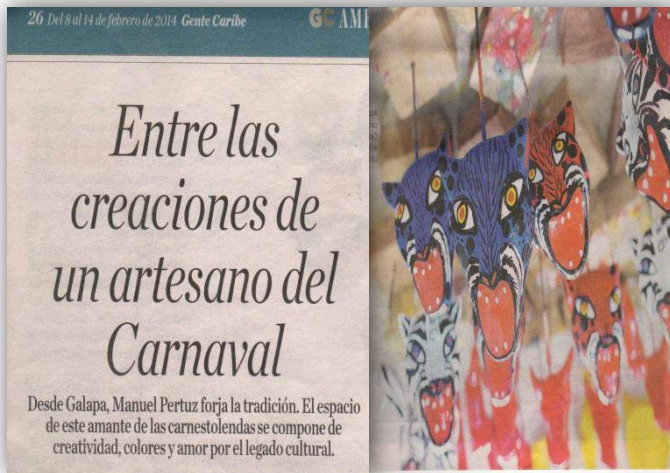 26 Del 8 al 14 de febrero de 2014 Gente Caribe
GC AMB
Entre las
creaciones de
un artesano del
Carnaval
Desde Galapa, Manuel Pertuz forja la tradición. El espacio
de este amante de las carnestolendas se compone de
creatividad, colores y amor por el legado cultural.